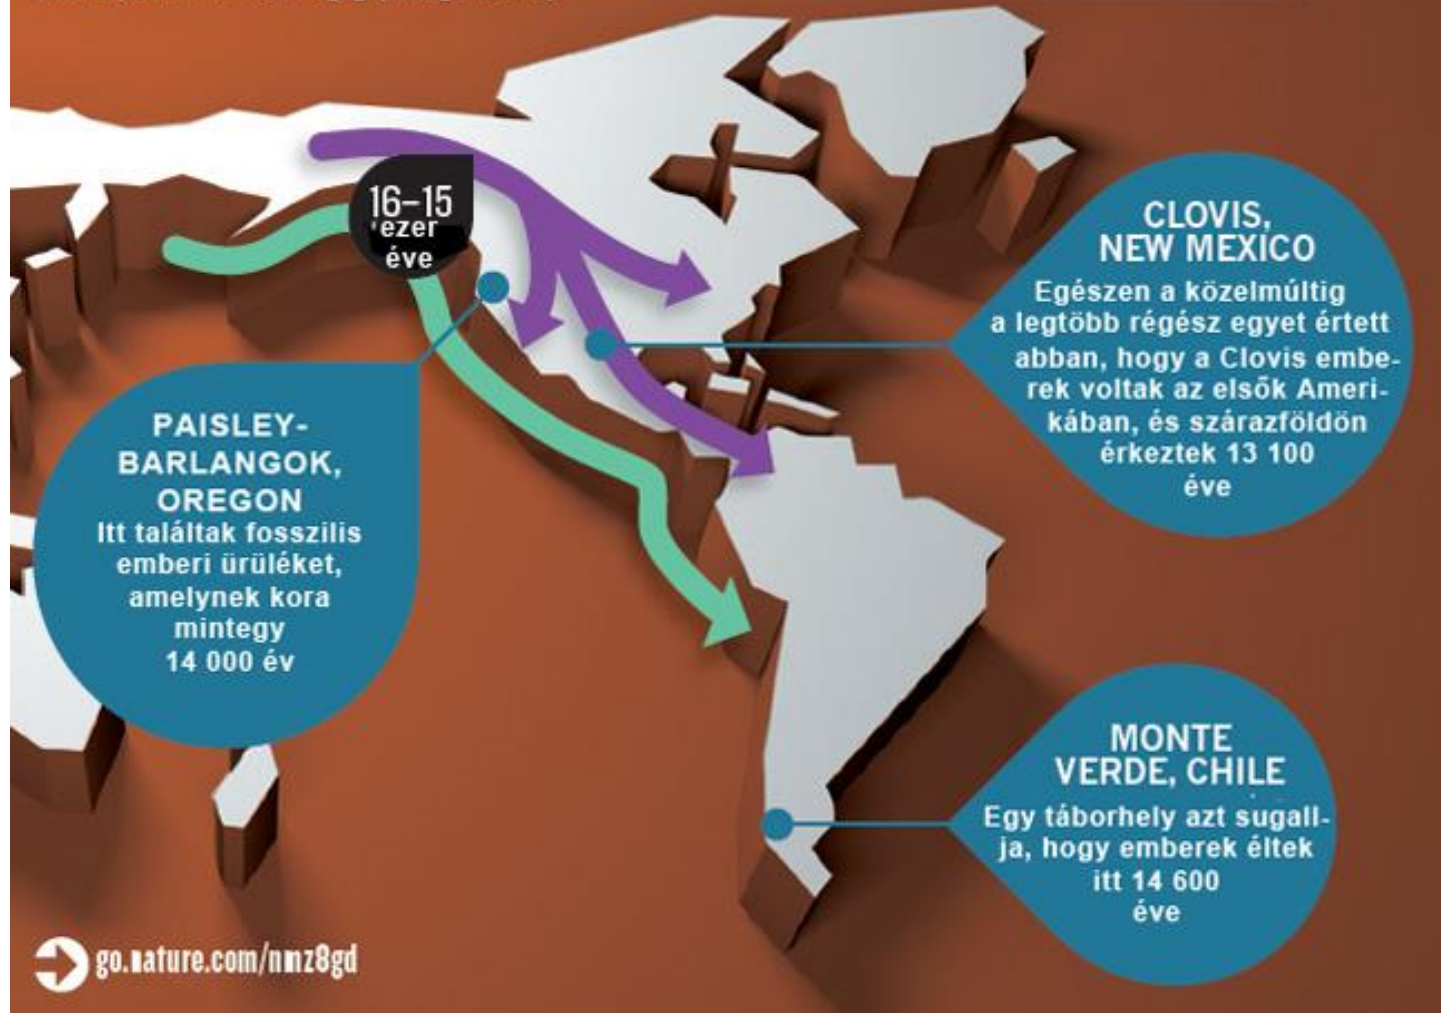 16–15
ezer
éve
CLOVIS,
NEW MEXICO
Egészen a közelmúltig
a legtöbb régész egyet értett
abban, hogy a Clovis embe-
rek voltak az elsők Ameri-
kában, és szárazföldön
érkeztek 13 100
éve
PAISLEY-
BARLANGOK,
OREGON
Itt találtak fosszilis
emberi ürüléket,
amelynek kora
mintegy
14 000 év
MONTE
VERDE, CHILE
Egy táborhely azt sugall-
ja, hogy emberek éltek
itt 14 600
éve
go.nature.com/nmz8gd